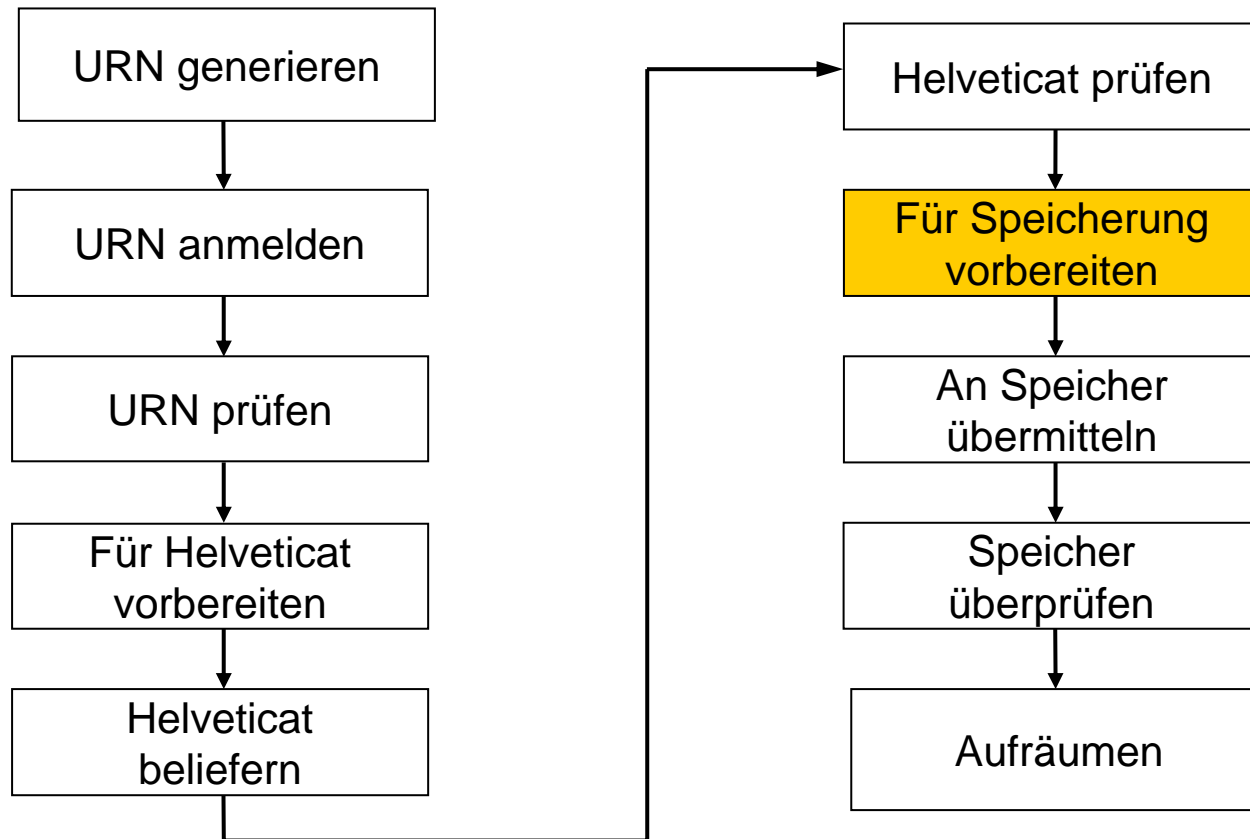 URN generieren
URN anmelden
URN prüfen
Für Helveticat
vorbereiten
Helveticat
beliefern
Helveticat prüfen
Für Speicherung
vorbereiten
An Speicher
übermitteln
Speicher
überprüfen
Aufräumen